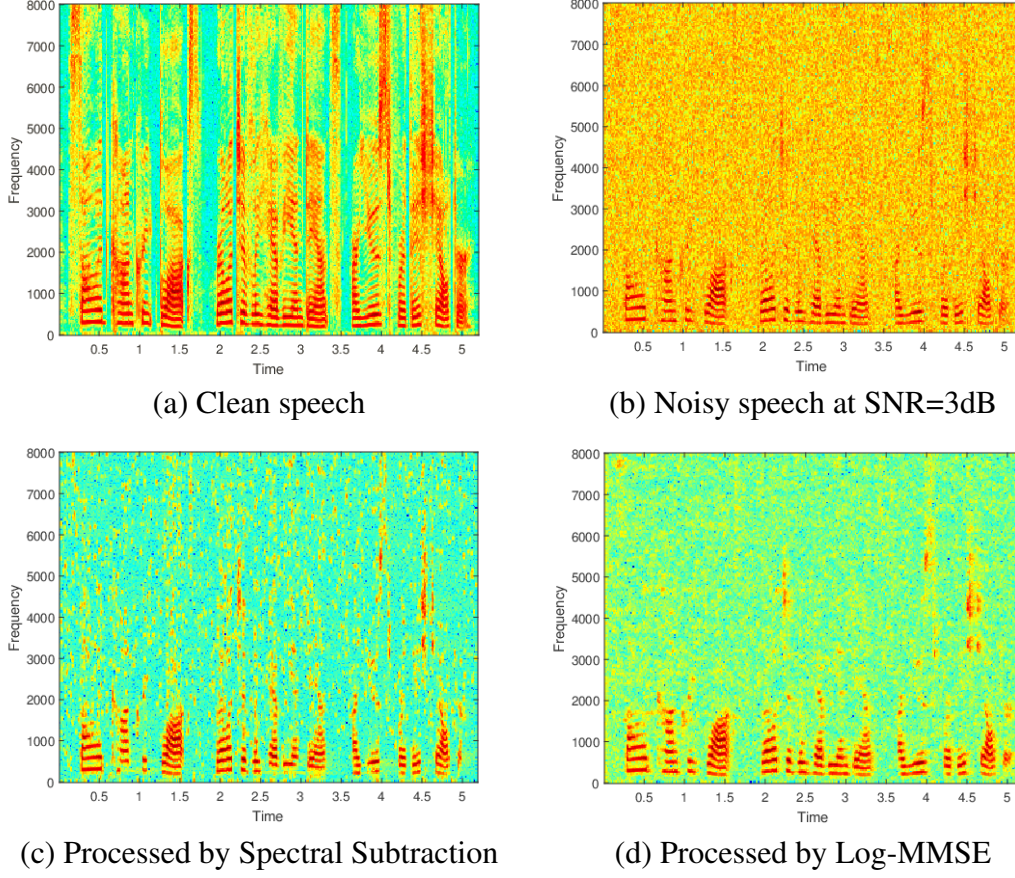 8000
7000
6000
5000
4000
3000
2000
1000
0
Frequency
0.5 1 1.5 2 2.5 3 3.5 4 4.5 5
Time
(a) Clean speech
8000
7000
6000
5000
4000
3000
2000
1000
0
Frequency
0.5 1 1.5 2 2.5 3 3.5 4 4.5 5
Time
(b) Noisy speech at SNR=3dB
8000
7000
6000
5000
4000
3000
2000
1000
0
Frequency
0.5 1 1.5 2 2.5 3 3.5 4 4.5 5
Time
(c) Processed by Spectral Subtraction
8000
7000
6000
5000
4000
3000
2000
1000
0
Frequency
0.5 1 1.5 2 2.5 3 3.5 4 4.5 5
Time
(d) Processed by Log-MMSE